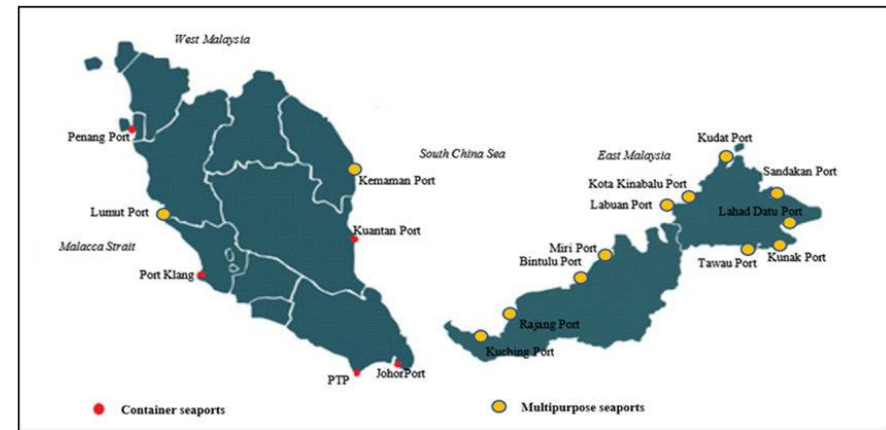 West Malaysia
Penang Port
Kemaman Port
South China Sea
East Malaysia
Kudat Port
Sandakan Port
Kota Kinabalu Port
Labuan Port
Lahad Datu Port
Lumut Port
Kuantan Port
Malacca Strait
Miri Port
Bintulu Port
Tawau Port
Kunak Port
Port Klang
Rajang Port
Kuching Port
PTP
JohorPort
Container seaports
Multipurpose seaports